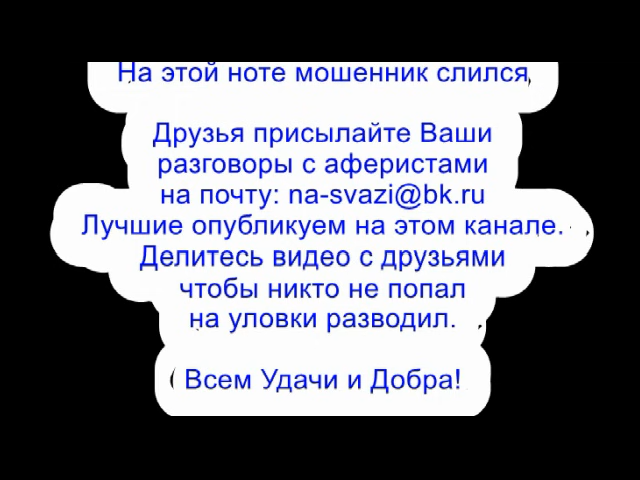 На этой ноте мошенник слился
Друзья присылайте Ваши
разговоры с аферистами
на почту: na-svazi@bk.ru
Лучшие опубликуем на этом канале.
Делитесь видео с друзьями
чтобы никто не попал
на уловки разводил.
Всем Удачи и Добра!